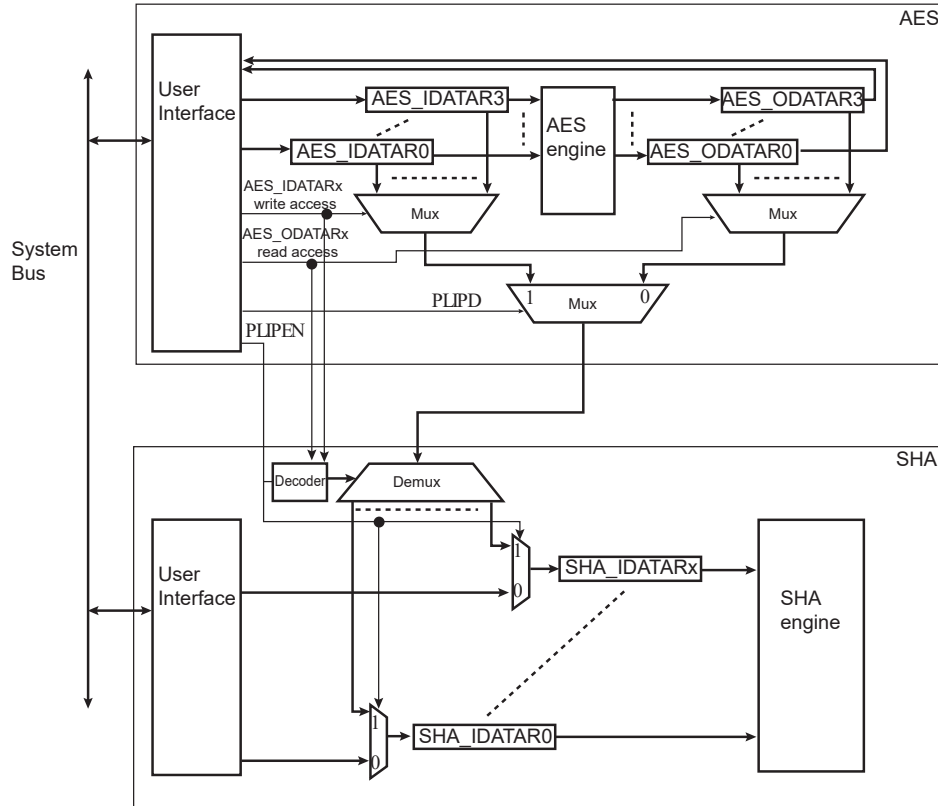 AES
User
Interface
AES_IDATAR3
AES_ODATAR3
AES
engine
AES_IDATAR0
AES_ODATAR0
AES_IDATARx
write access
Mux
Mux
AES_ODATARx
read access
System
Bus
1
Mux
0
PLIPD
PLIPEN
SHA
Decoder
Demux
User
Interface
1
0
SHA_IDATARx
SHA
engine
1
0
SHA_IDATAR0